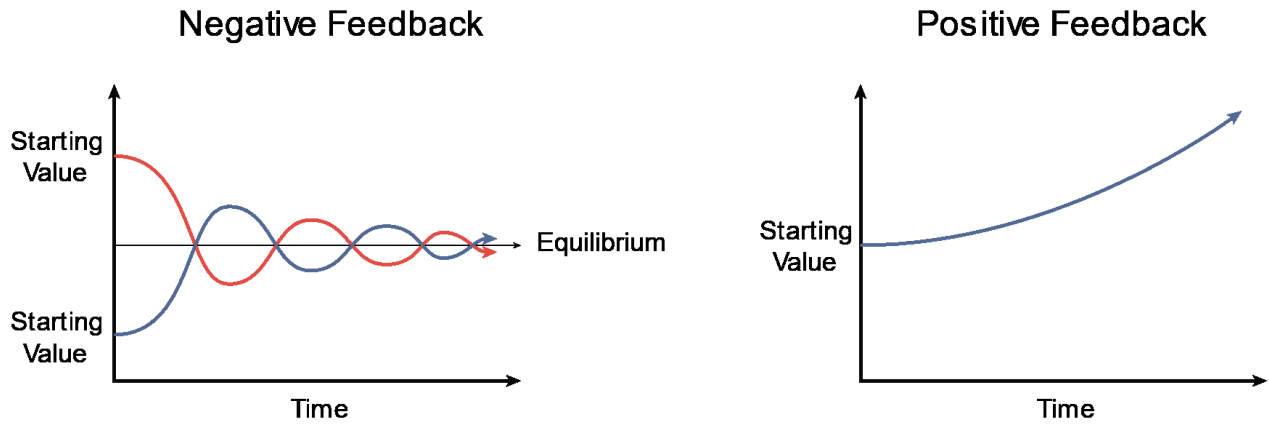 Negative Feedback
Starting
Value
Equilibrium
Starting
Value
Time
Positive Feedback
Starting
Value
Time